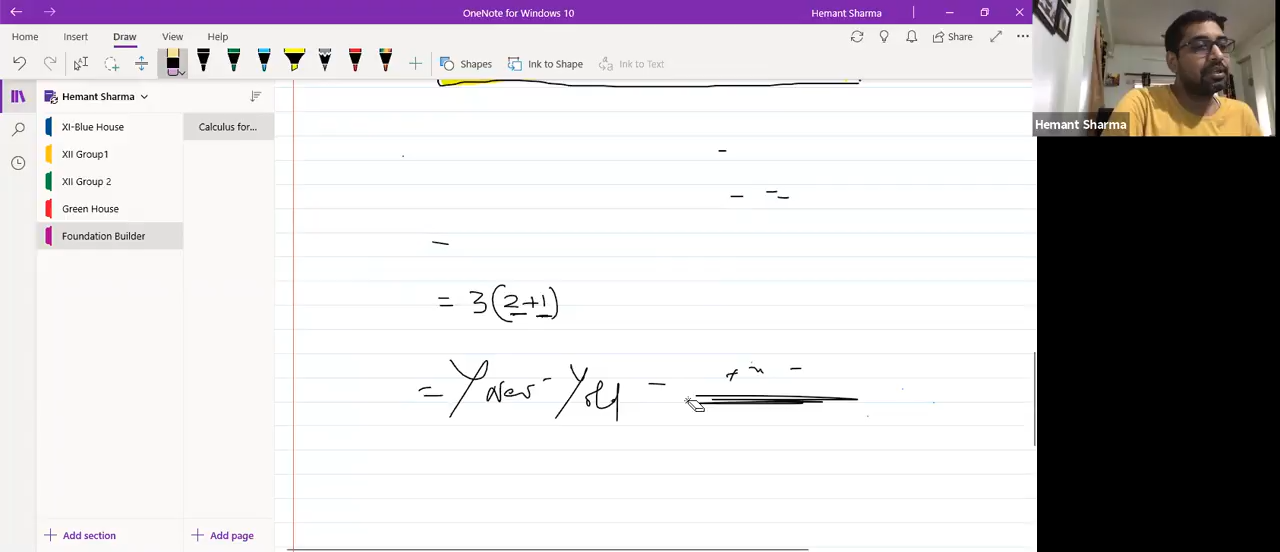 OneNote for Windows 10
Hemant Sharma
Home Insert Draw View Help
Share
Shapes Ink to Shape Ink to Text
Hemant Sharma
Hemant Sharma
XI-Blue House
Calculus for...
XII Group1
XII Group 2
Green House
Foundation Builder
= 3(2+1)
= Ynew - Yold -
Add section
Add page